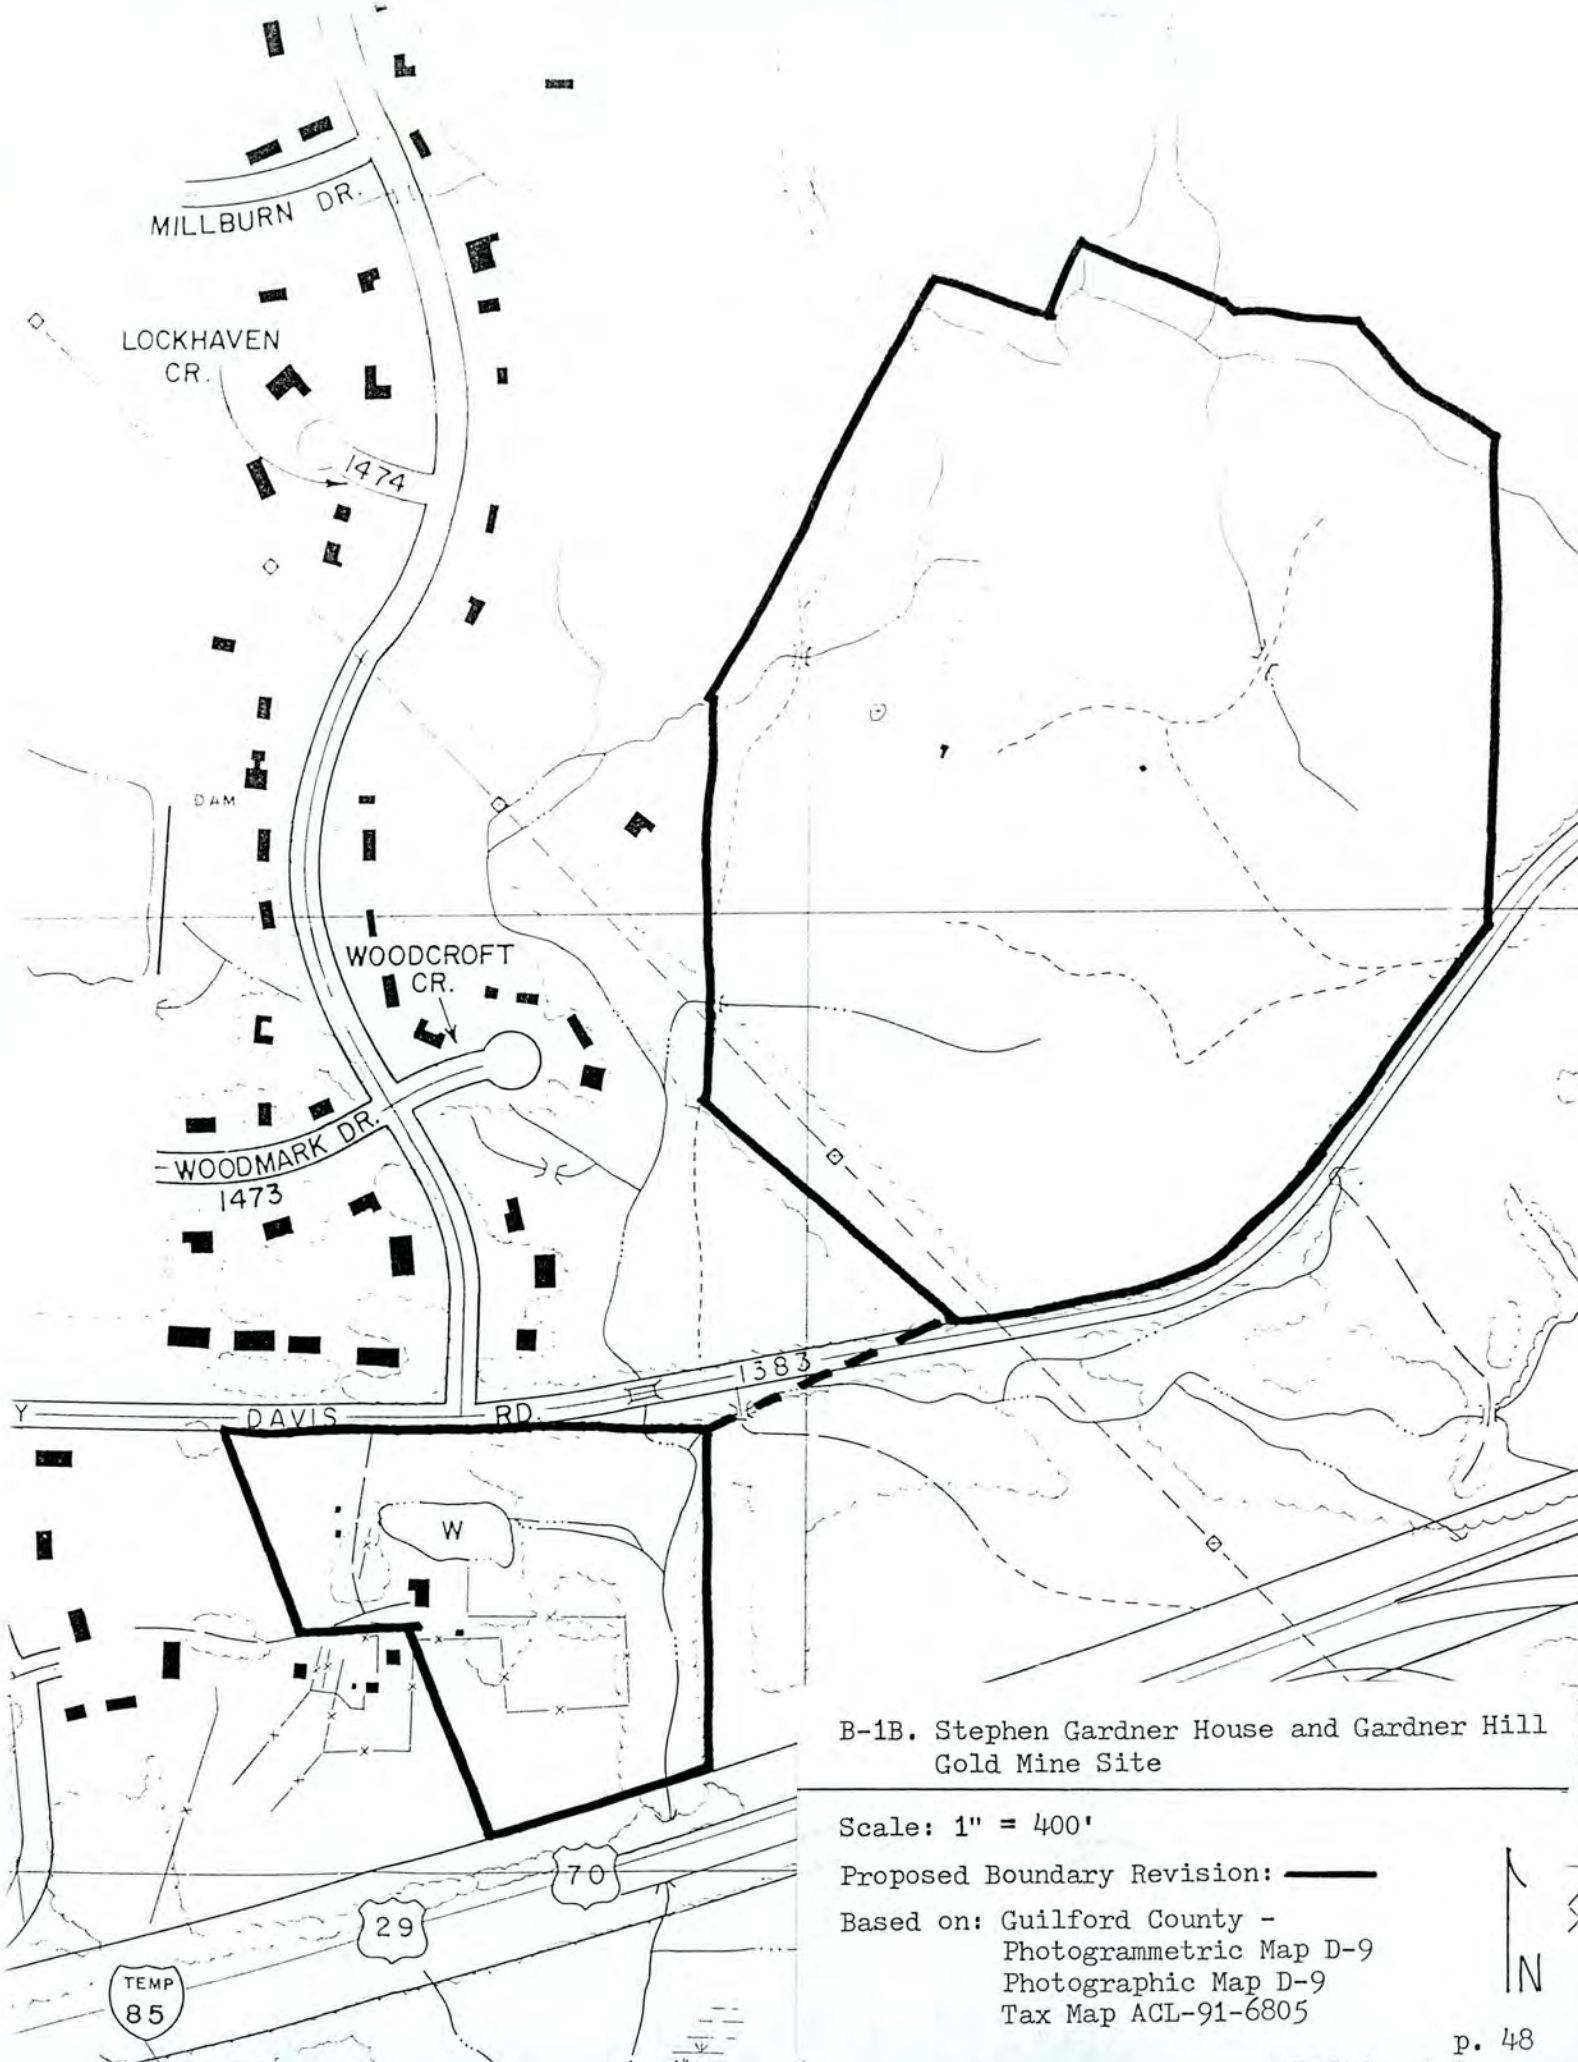 MILLBURN DR.
LOCKHAVEN
CR.
1474
DAM
WOODCROFT
CR.
WOODMARK DR.
1473
1383
Y DAVIS RD.
W
B-1B. Stephen Gardner House and Gardner Hill
Gold Mine Site
Scale: 1" = 400'
Proposed Boundary Revision:
Based on: Guilford County -
Photogrammetric Map D-9
Photographic Map D-9
Tax Map ACL-91-6805
70
29
TEMP
85
N
p. 48